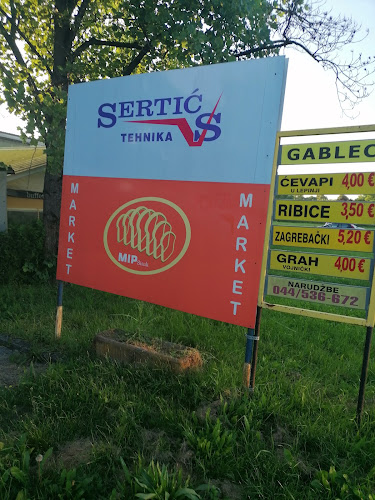 SERTIĆ S
TEHNIKA
MARKET
MIP
MARKET
GABLEC
CEVAPI 4,00 €
U LEPINJI
RIBICE 3,50 €
ZAGREBAČKI 5,20 €
GRAH 4,00 €
VOJNIČKI
NARUDŽBE
044/536-672